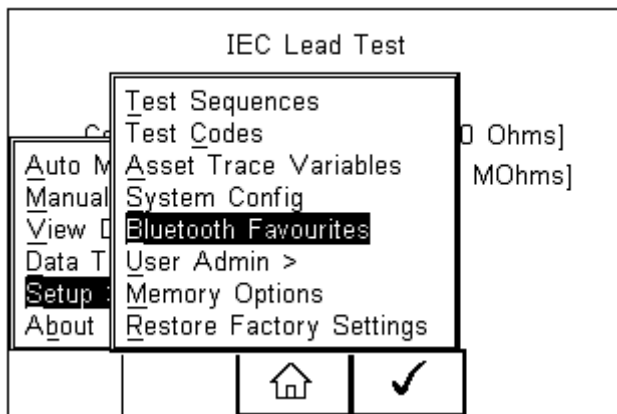 IEC Lead Test
Test Sequences
Test Codes
Asset Trace Variables
System Config
Bluetooth Favourites
User Admin >
Memory Options
Restore Factory Settings
Auto M
Manual
View D
Data T
Setup
About
Ohms]
MOhms]